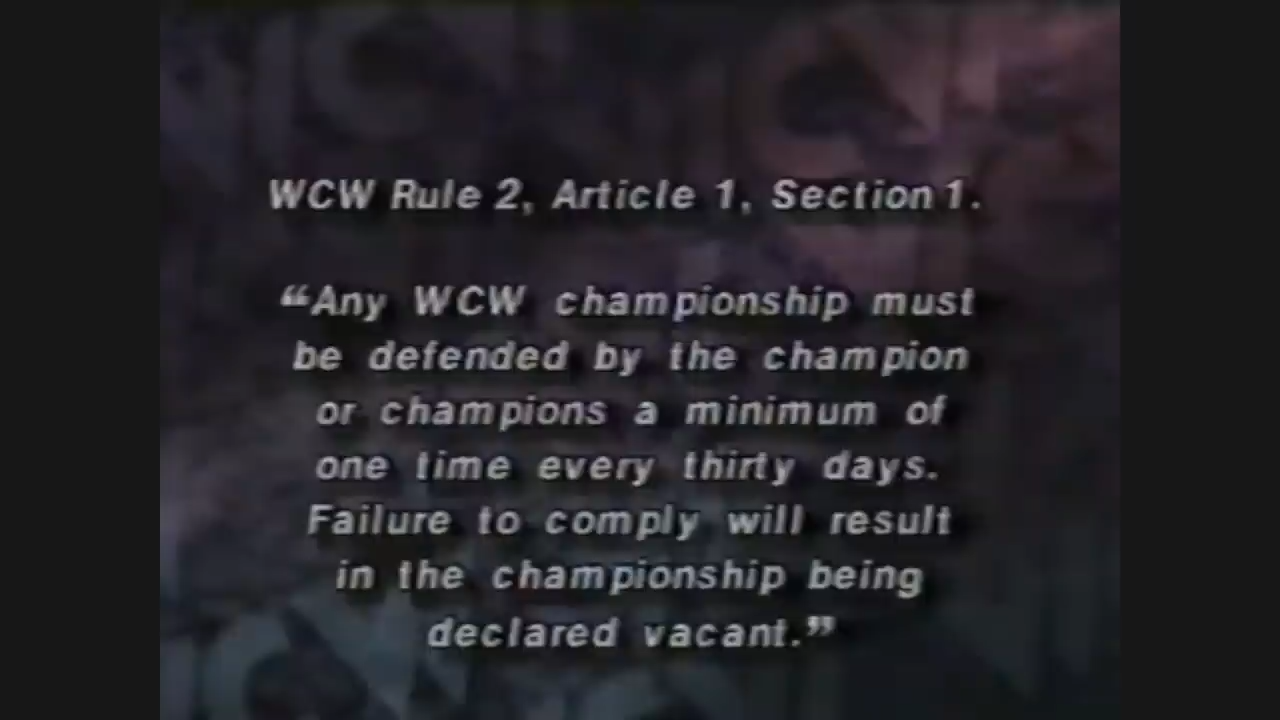 WCW Rule 2, Article 1, Section 1.
“Any WCW championship must
be defended by the champion
or champions a minimum of
one time every thirty days.
Failure to comply will result
in the championship being
declared vacant.”